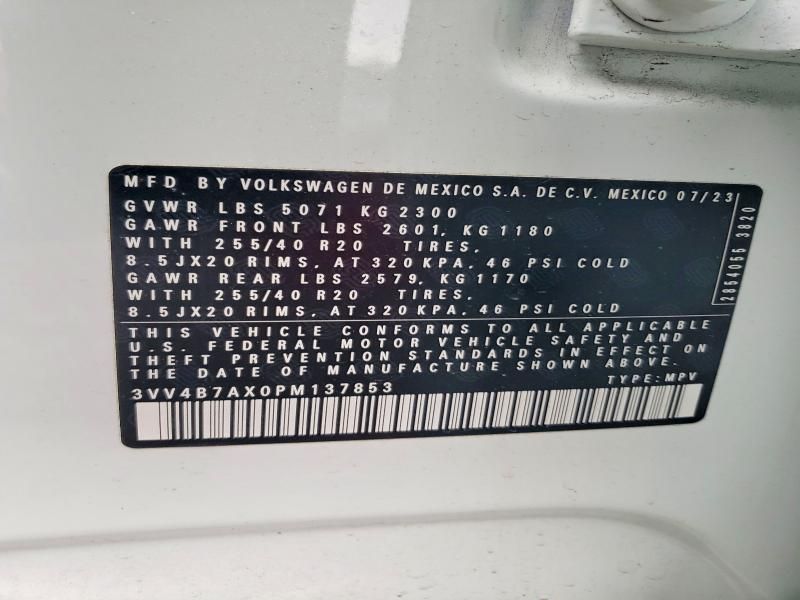 MFD. BY VOLKSWAGEN DE MEXICO S.A. DE C.V. MEXICO 07/23
GVWR LBS 5071 KG 2300
GAWR FRONT LBS 2601, KG 1180
WITH 255/40 R20 TIRES,
8.5JX20 RIMS, AT 320 KPA, 46 PSI COLD
GAWR REAR LBS 2579, KG 1170
WITH 255/40 R20 TIRES,
8.5JX20 RIMS, AT 320 KPA, 46 PSI COLD
2854055 3820
THIS VEHICLE CONFORMS TO ALL APPLICABLE
U.S. FEDERAL MOTOR VEHICLE SAFETY AND
THEFT PREVENTION STANDARDS IN EFFECT ON
THE DATE OF MANUFACTURE SHOWN ABOVE.
3VV4B7AX0PM137853 TYPE: MPV